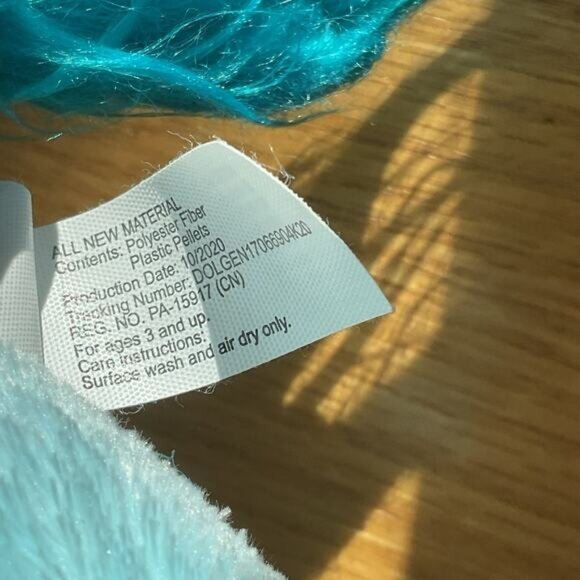 ALL NEW MATERIAL
Contents: Polyester Fiber
Plastic Pellets
Production Date: 10/2020
Tracking Number: DOLGEN17066904K20
REG. NO. PA-15917 (CN)
For ages 3 and up.
Care Instructions:
Surface wash and air dry only.